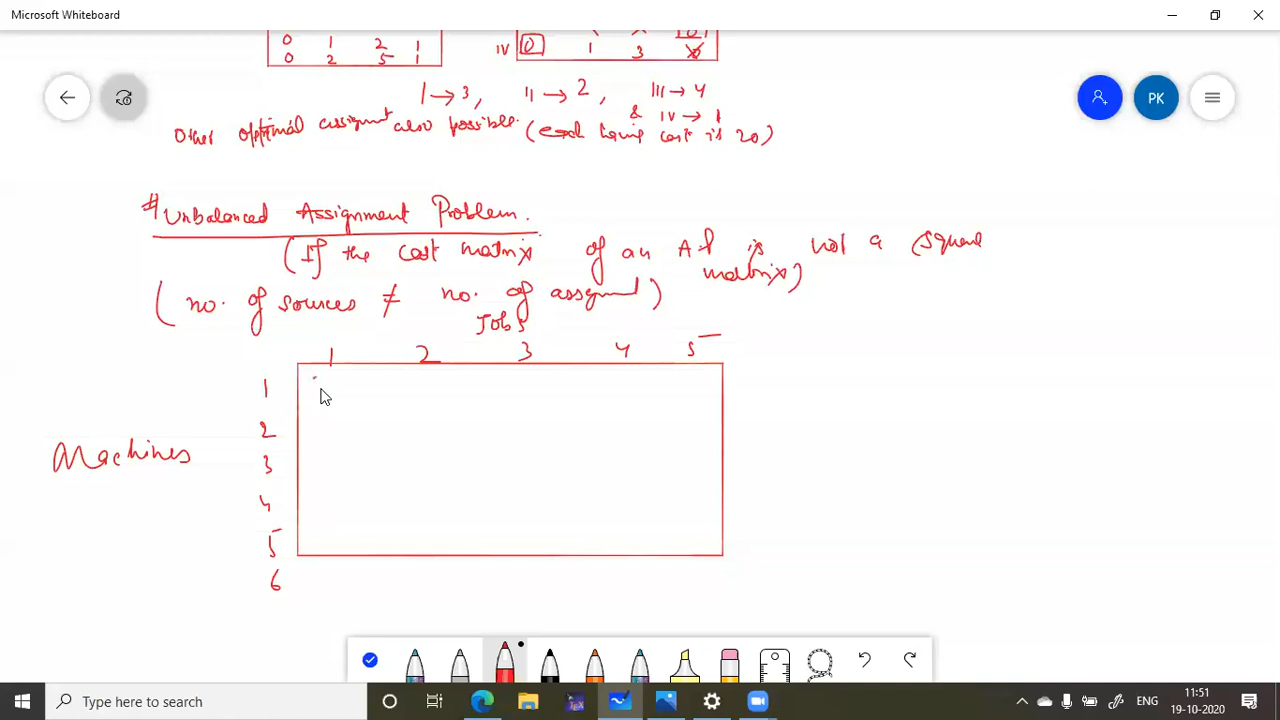 Microsoft Whiteboard
0 1 2 1
0 2 5 1
IV 0 1 3
1 → 3, II → 2, III → 4
& IV → 1
Other optimal assigment also possible. (each having cost is 20)
PK
# Unbalanced Assignment Problem.
(If the cost matrix of an A.P is not a square
matrix)
( no. of sources ≠ no. of assigment )
Jobs
1 2 3 4 5
1
2
Machines
3
4
5
6
Type here to search
ENG
11:51
19-10-2020